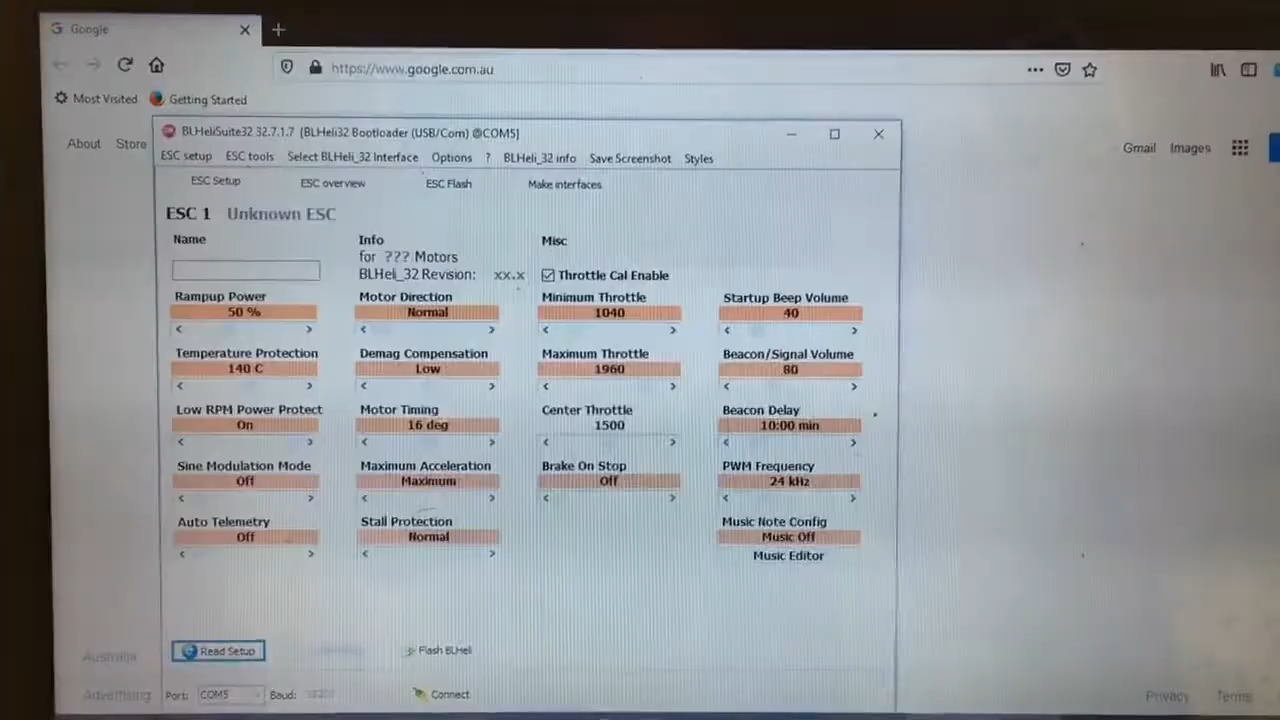 Google
https://www.google.com.au
Most Visited Getting Started
About Store
Gmail Images
BLHeliSuite32 32.7.1.7 [BLHeli32 Bootloader (USB/Com) @COM5]
ESC setup ESC tools Select BLHeli_32 Interface Options ? BLHeli_32 info Save Screenshot Styles
ESC Setup ESC overview ESC Flash Make interfaces
ESC 1 Unknown ESC
Name Info Misc
for ??? Motors
BLHeli_32 Revision: xx.x Throttle Cal Enable
Rampup Power Motor Direction Minimum Throttle Startup Beep Volume
50 % Normal 1040 40
Temperature Protection Demag Compensation Maximum Throttle Beacon/Signal Volume
140 C Low 1960 80
Low RPM Power Protect Motor Timing Center Throttle Beacon Delay
On 16 deg 1500 10:00 min
Sine Modulation Mode Maximum Acceleration Brake On Stop PWM Frequency
Off Maximum Off 24 kHz
Auto Telemetry Stall Protection Music Note Config
Off Normal Music Off
Music Editor
Read Setup Flash BLHeli
Australia
Advertising Port: COM5 Baud: Connect
Privacy Terms